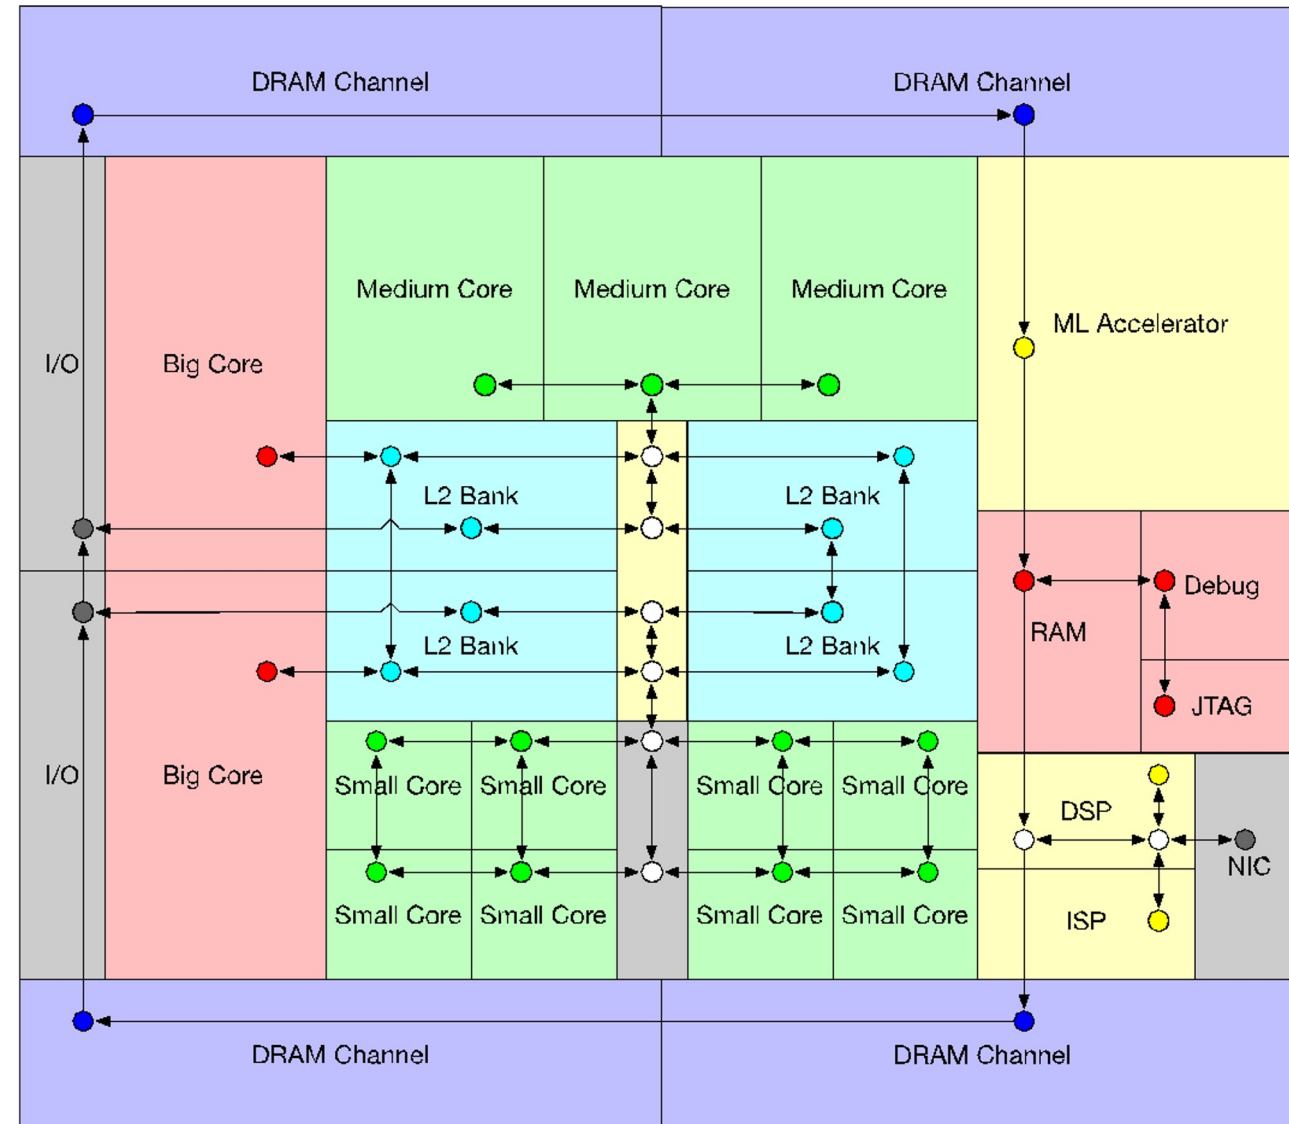 DRAM Channel
DRAM Channel
Medium Core
Medium Core
Medium Core
ML Accelerator
I/O
Big Core
L2 Bank
L2 Bank
Debug
RAM
L2 Bank
L2 Bank
JTAG
I/O
Big Core
Small Core
Small Core
Small Core
Small Core
DSP
NIC
Small Core
Small Core
Small Core
Small Core
ISP
DRAM Channel
DRAM Channel